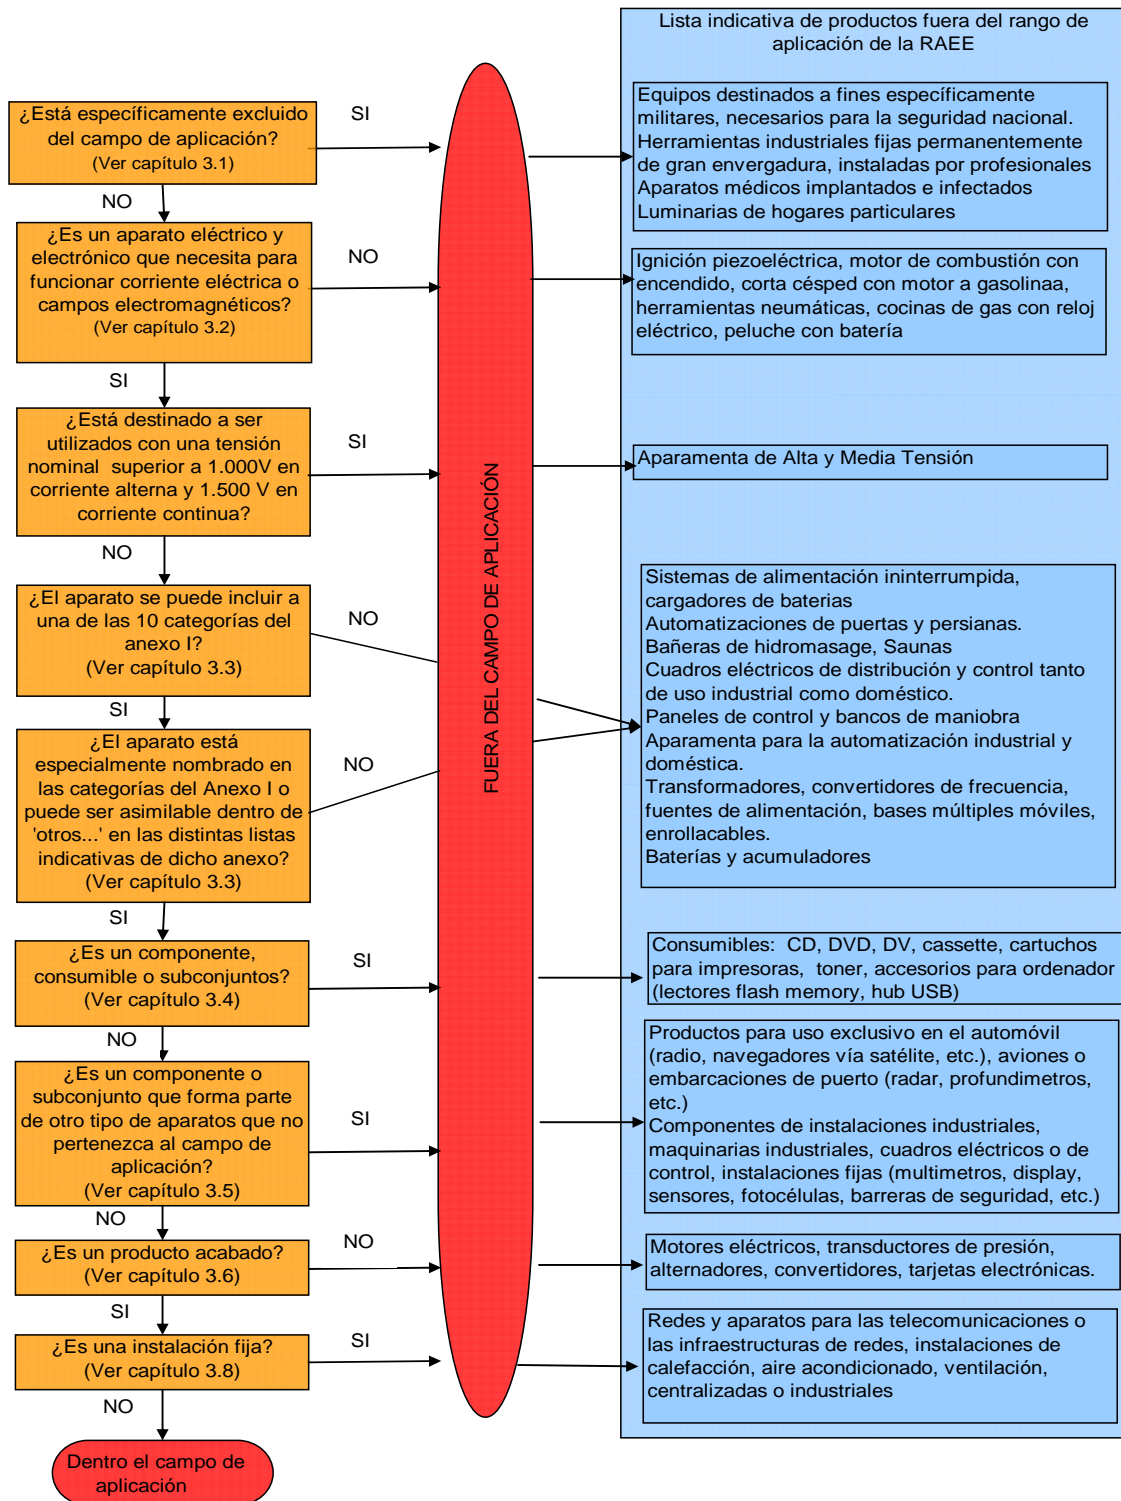 Lista indicativa de productos fuera del rango de
aplicación de la RAEE
¿Está específicamente excluido
del campo de aplicación?
(Ver capítulo 3.1)
SI
Equipos destinados a fines específicamente
militares, necesarios para la seguridad nacional.
Herramientas industriales fijas permanentemente
de gran envergadura, instaladas por profesionales
Aparatos médicos implantados e infectados
Luminarias de hogares particulares
NO
¿Es un aparato eléctrico y
electrónico que necesita para
funcionar corriente eléctrica o
campos electromagnéticos?
(Ver capítulo 3.2)
NO
Ignición piezoeléctrica, motor de combustión con
encendido, corta césped con motor a gasolinaa,
herramientas neumáticas, cocinas de gas con reloj
eléctrico, peluche con batería
SI
¿Está destinado a ser
utilizados con una tensión
nominal superior a 1.000V en
corriente alterna y 1.500 V en
corriente continua?
SI
Aparamenta de Alta y Media Tensión
FUERA DEL CAMPO DE APLICACIÓN
NO
¿El aparato se puede incluir a
una de las 10 categorías del
anexo I?
(Ver capítulo 3.3)
NO
Sistemas de alimentación ininterrumpida,
cargadores de baterias
Automatizaciones de puertas y persianas.
Bañeras de hidromasage, Saunas
Cuadros eléctricos de distribución y control tanto
de uso industrial como doméstico.
Paneles de control y bancos de maniobra
Aparamenta para la automatización industrial y
doméstica.
Transformadores, convertidores de frecuencia,
fuentes de alimentación, bases múltiples móviles,
enrollacables.
Baterías y acumuladores
SI
¿El aparato está
especialmente nombrado en
las categorías del Anexo I o
puede ser asimilable dentro de
'otros...' en las distintas listas
indicativas de dicho anexo?
(Ver capítulo 3.3)
NO
SI
¿Es un componente,
consumible o subconjuntos?
(Ver capítulo 3.4)
SI
Consumibles: CD, DVD, DV, cassette, cartuchos
para impresoras, toner, accesorios para ordenador
(lectores flash memory, hub USB)
NO
¿Es un componente o
subconjunto que forma parte
de otro tipo de aparatos que no
pertenezca al campo de
aplicación?
(Ver capítulo 3.5)
SI
Productos para uso exclusivo en el automóvil
(radio, navegadores vía satélite, etc.), aviones o
embarcaciones de puerto (radar, profundimetros,
etc.)
Componentes de instalaciones industriales,
maquinarias industriales, cuadros eléctricos o de
control, instalaciones fijas (multimetros, display,
sensores, fotocélulas, barreras de seguridad, etc.)
NO
¿Es un producto acabado?
(Ver capítulo 3.6)
NO
Motores eléctricos, transductores de presión,
alternadores, convertidores, tarjetas electrónicas.
SI
¿Es una instalación fija?
(Ver capítulo 3.8)
SI
Redes y aparatos para las telecomunicaciones o
las infraestructuras de redes, instalaciones de
calefacción, aire acondicionado, ventilación,
centralizadas o industriales
NO
Dentro el campo de
aplicación